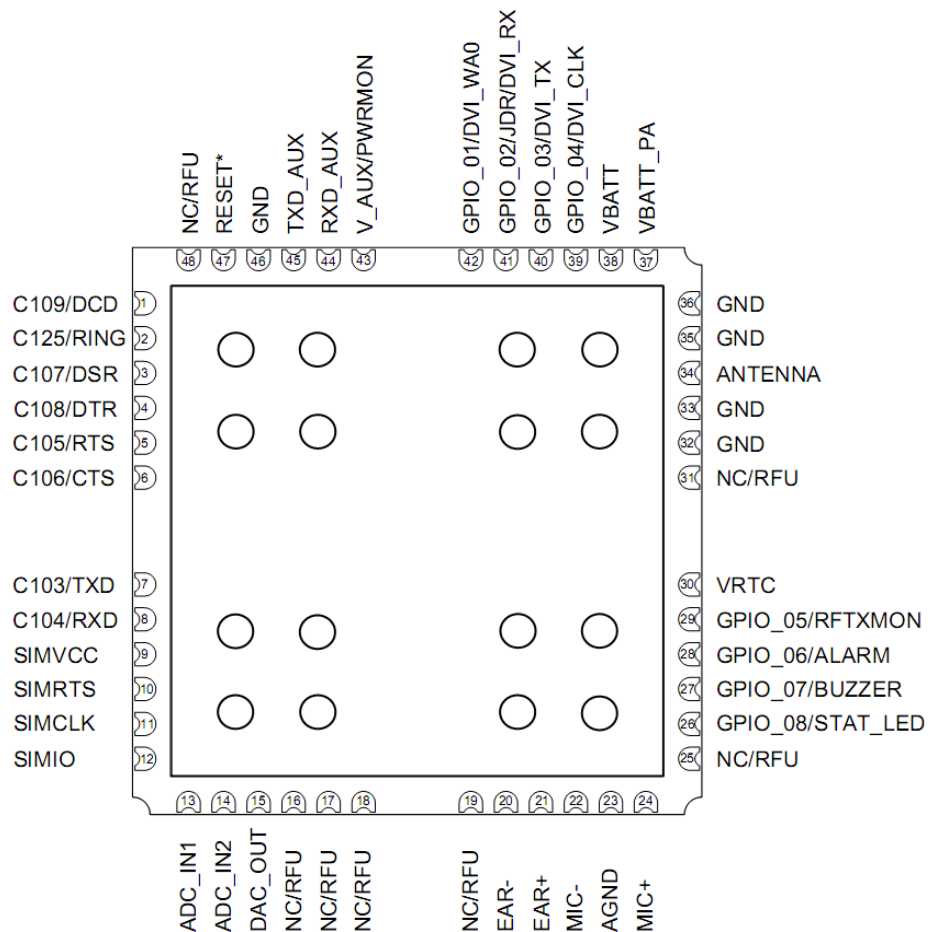 NC/RFU
RESET*
GND
TXD_AUX
RXD_AUX
V_AUX/PWRMON
GPIO_01/DVI_WA0
GPIO_02/JDR/DVI_RX
GPIO_03/DVI_TX
GPIO_04/DVI_CLK
VBATT
VBATT_PA
48 47 46 45 44 43 42 41 40 39 38 37
C109/DCD 1
C125/RING 2
C107/DSR 3
C108/DTR 4
C105/RTS 5
C106/CTS 6
C103/TXD 7
C104/RXD 8
SIMVCC 9
SIMRTS 10
SIMCLK 11
SIMIO 12
36 GND
35 GND
34 ANTENNA
33 GND
32 GND
31 NC/RFU
30 VRTC
29 GPIO_05/RFTXMON
28 GPIO_06/ALARM
27 GPIO_07/BUZZER
26 GPIO_08/STAT_LED
25 NC/RFU
13 14 15 16 17 18 19 20 21 22 23 24
ADC_IN1
ADC_IN2
DAC_OUT
NC/RFU
NC/RFU
NC/RFU
NC/RFU
EAR-
EAR+
MIC-
AGND
MIC+